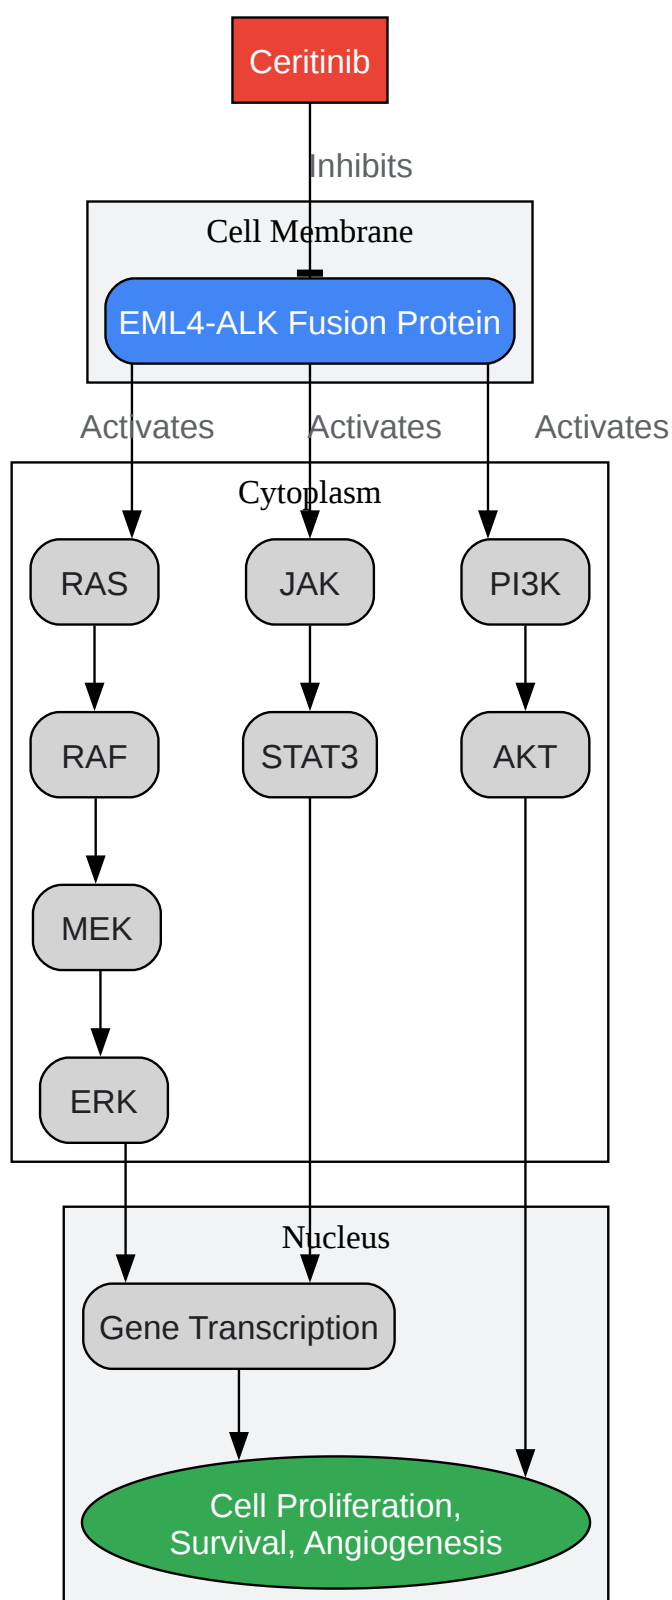 Ceritinib
Inhibits
Cell Membrane
EML4-ALK Fusion Protein
Activates
Activates
Activates
Cytoplasm
RAS
JAK
PI3K
RAF
STAT3
AKT
MEK
ERK
Nucleus
Gene Transcription
Cell Proliferation,
Survival, Angiogenesis